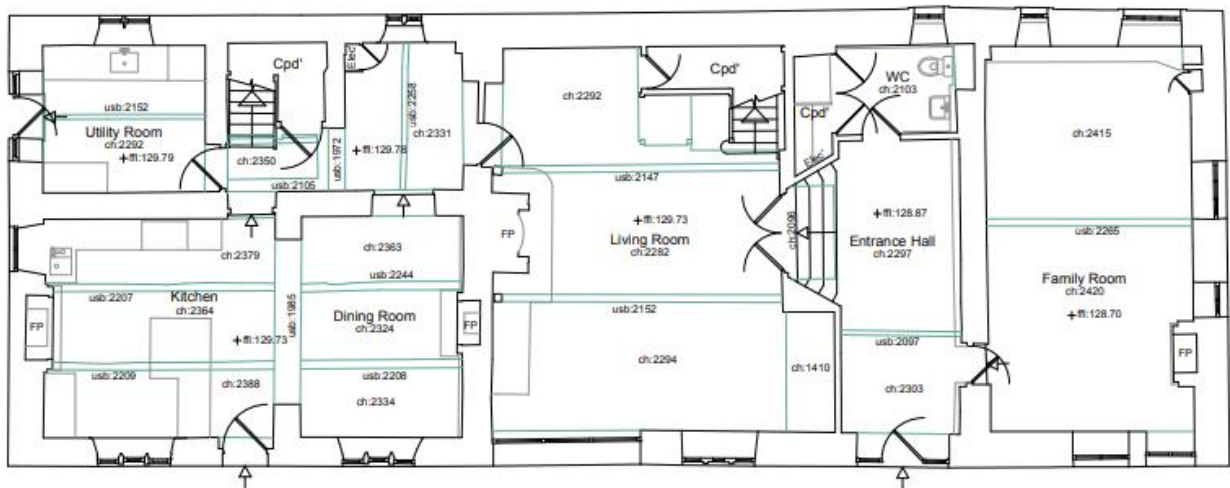 usb:2152
Utility Room
ch:2292
ffl:129.79
Cpd'
ch:2350
usb:2105
usb:1972
Elec'
ffl:129.78
usb:2258
ch:2331
ch:2292
Cpd'
usb:2147
FP
ffl:129.73
Living Room
ch:2282
usb:2152
ch:2294
ch:1410
ch:2096
Cpd'
Elec'
WC
ch:2103
ffl:128.87
Entrance Hall
ch:2297
usb:2097
ch:2303
ch:2415
usb:2265
Family Room
ch:2420
ffl:128.70
FP
ch:2379
usb:2207
Kitchen
ch:2364
FP
ffl:129.73
usb:2209
ch:2388
usb:1985
ch:2363
usb:2244
Dining Room
ch:2324
FP
usb:2208
ch:2334